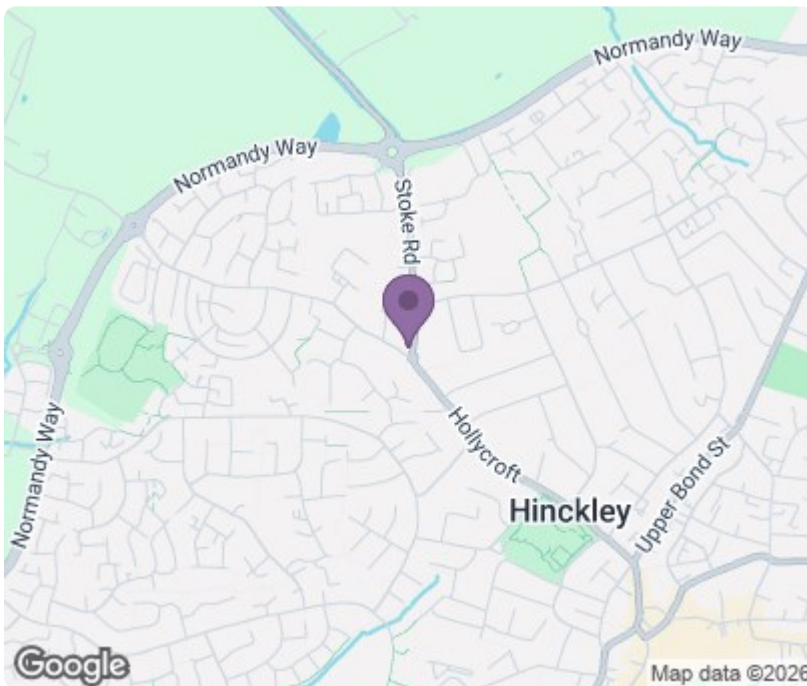 Normandy Way
Normandy Way
Stoke Rd
Normandy Way
Hollycroft
Hinckley
Upper Bond St
Google
Map data ©2026